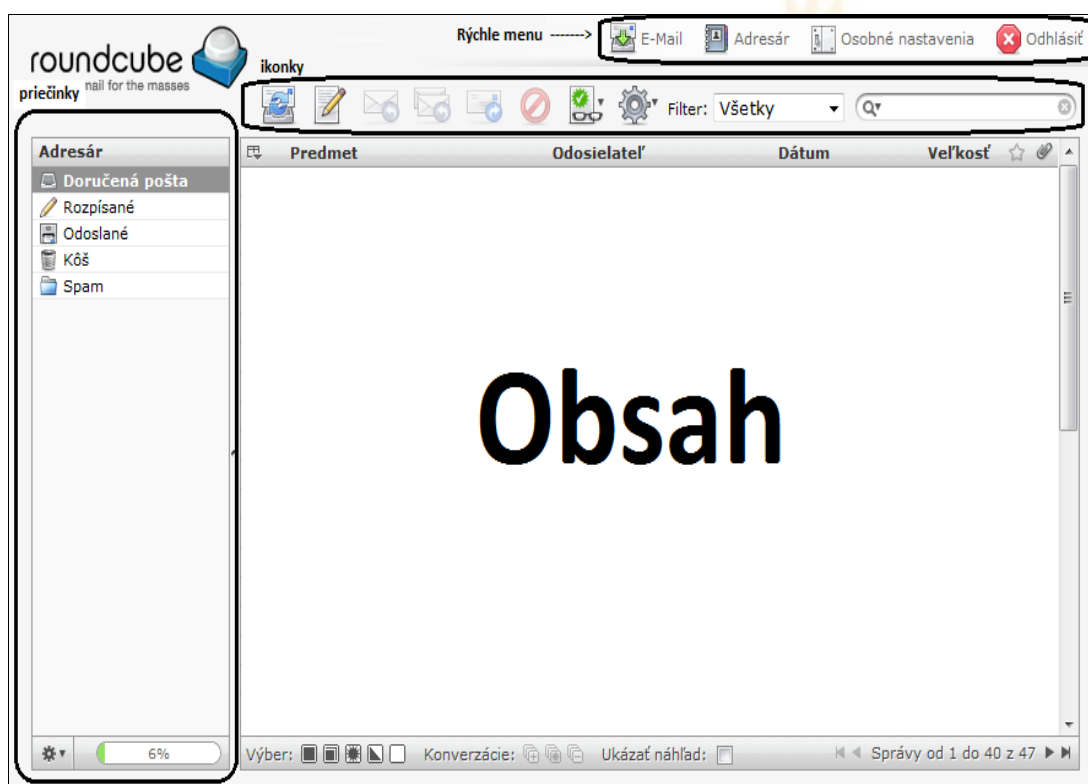 Rýchle menu -------> E-Mail Adresár Osobné nastavenia Odhlásiť
roundcube
ikonky
priečinky mail for the masses
Filter: Všetky
Adresár
Predmet Odosielateľ Dátum Veľkosť
Doručená pošta
Rozpísané
Odoslané
Kôš
Spam
Obsah
6%
Výber: Konverzácie: Ukázať náhľad: Správy od 1 do 40 z 47